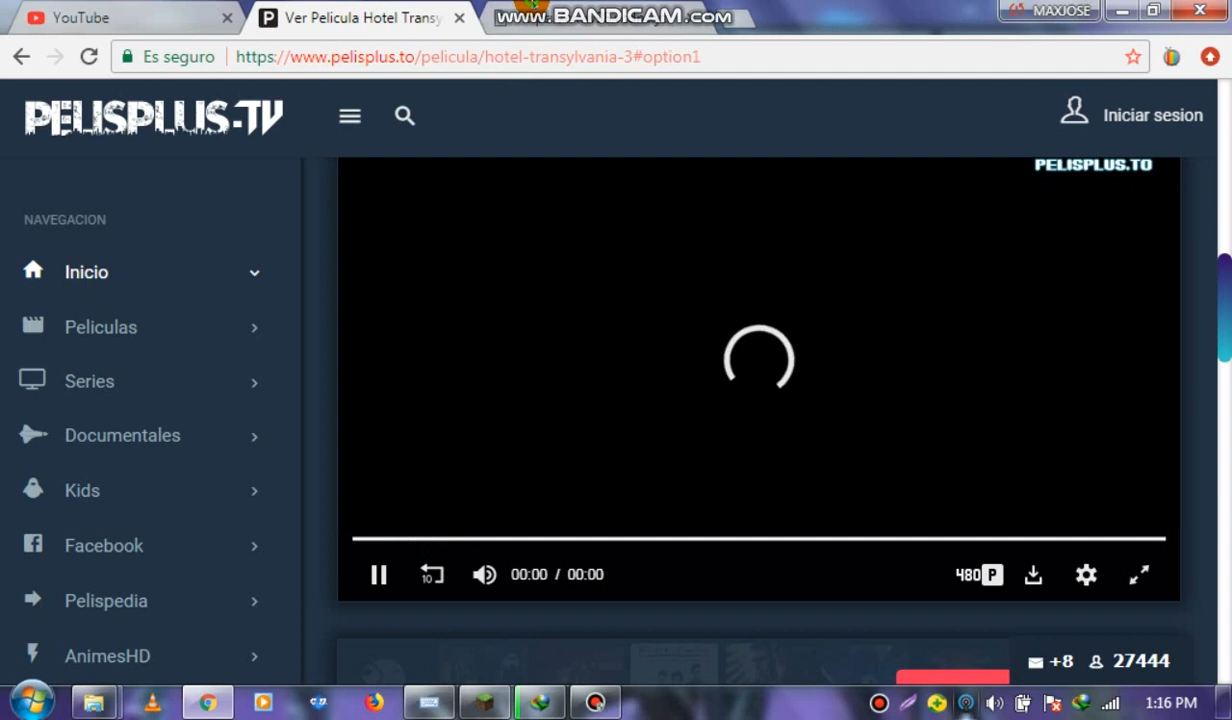 YouTube
Ver Pelicula Hotel Transy
www.BANDICAM.com
MAXJOSE
Es seguro
https://www.pelisplus.to/pelicula/hotel-transylvania-3#option1
PELISPLUS.TV
Iniciar sesion
PELISPLUS.TO
NAVEGACION
Inicio
Peliculas
Series
Documentales
Kids
Facebook
Pelispedia
AnimesHD
10
00:00 / 00:00
480P
+8
27444
1:16 PM